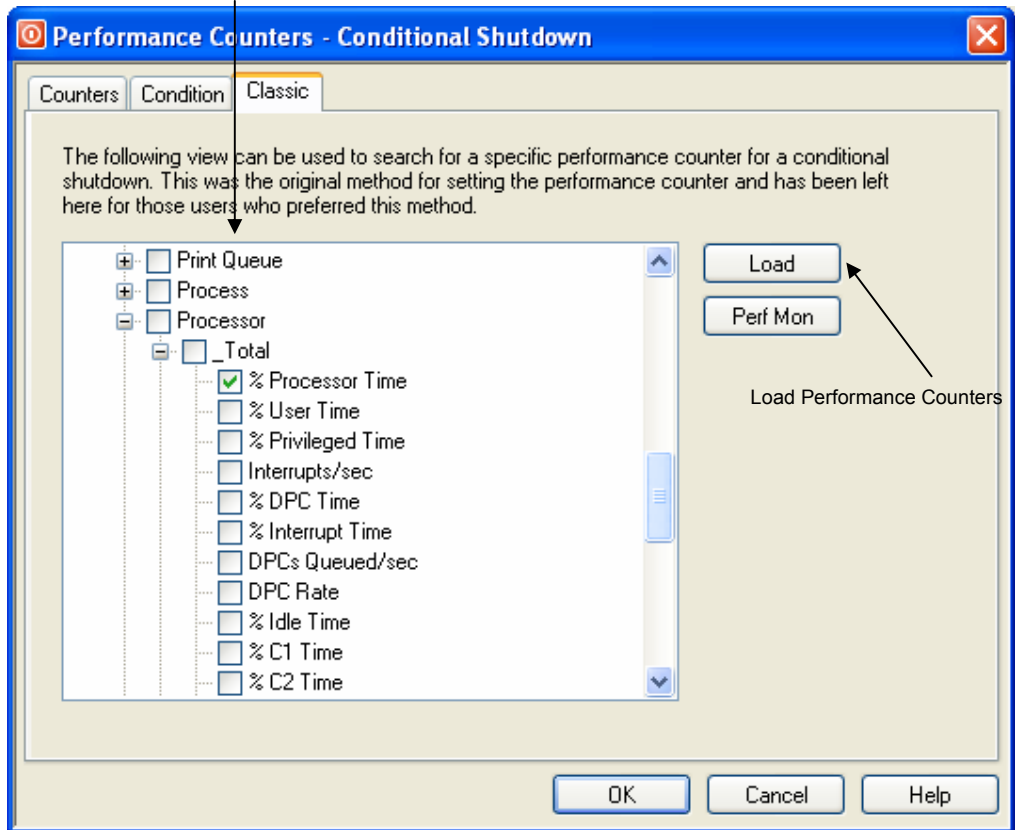 Performance Counters - Conditional Shutdown
Counters Condition Classic
The following view can be used to search for a specific performance counter for a conditional
shutdown. This was the original method for setting the performance counter and has been left
here for those users who preferred this method.
Print Queue
Process
Processor
_Total
% Processor Time
% User Time
% Privileged Time
Interrupts/sec
% DPC Time
% Interrupt Time
DPCs Queued/sec
DPC Rate
% Idle Time
% C1 Time
% C2 Time
Load
Perf Mon
Load Performance Counters
OK Cancel Help